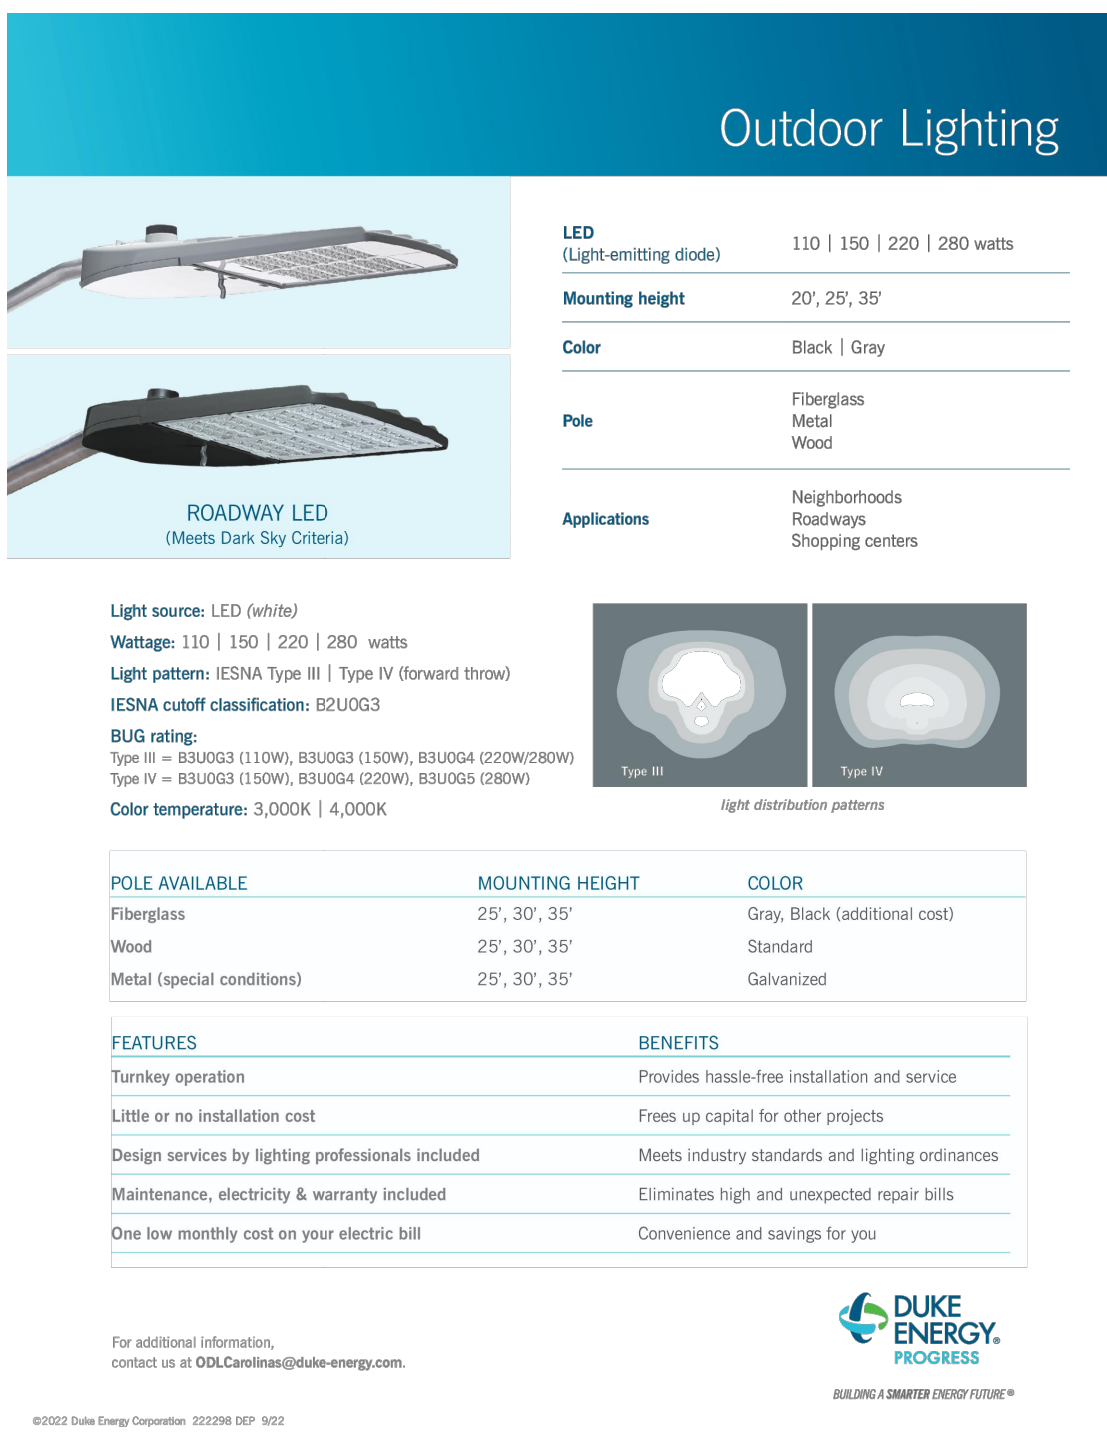 Outdoor Lighting
LED
(Light-emitting diode)
110 | 150 | 220 | 280 watts
Mounting height
20’, 25’, 35’
Color
Black | Gray
Pole
Fiberglass
Metal
Wood
Applications
Neighborhoods
Roadways
Shopping centers
ROADWAY LED
(Meets Dark Sky Criteria)
Light source: LED (white)
Wattage: 110 | 150 | 220 | 280 watts
Light pattern: IESNA Type III | Type IV (forward throw)
IESNA cutoff classification: B2U0G3
BUG rating:
Type III = B3U0G3 (110W), B3U0G3 (150W), B3U0G4 (220W/280W)
Type IV = B3U0G3 (150W), B3U0G4 (220W), B3U0G5 (280W)
Color temperature: 3,000K | 4,000K
Type III
Type IV
light distribution patterns
POLE AVAILABLE MOUNTING HEIGHT COLOR
Fiberglass 25’, 30’, 35’ Gray, Black (additional cost)
Wood 25’, 30’, 35’ Standard
Metal (special conditions) 25’, 30’, 35’ Galvanized
FEATURES BENEFITS
Turnkey operation Provides hassle-free installation and service
Little or no installation cost Frees up capital for other projects
Design services by lighting professionals included Meets industry standards and lighting ordinances
Maintenance, electricity & warranty included Eliminates high and unexpected repair bills
One low monthly cost on your electric bill Convenience and savings for you
For additional information,
contact us at ODLCarolinas@duke-energy.com.
DUKE
ENERGY®
PROGRESS
BUILDING A SMARTER ENERGY FUTURE®
©2022 Duke Energy Corporation 222298 DEP 9/22